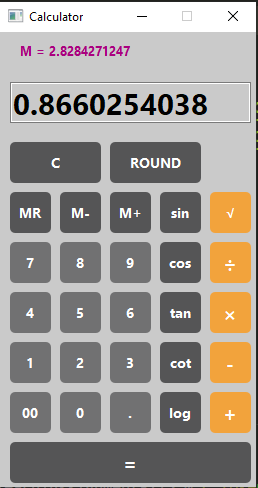 Calculator
M = 2.8284271247
0.8660254038
C ROUND
MR M- M+ sin √
7 8 9 cos ÷
4 5 6 tan ×
1 2 3 cot -
00 0 . log +
=